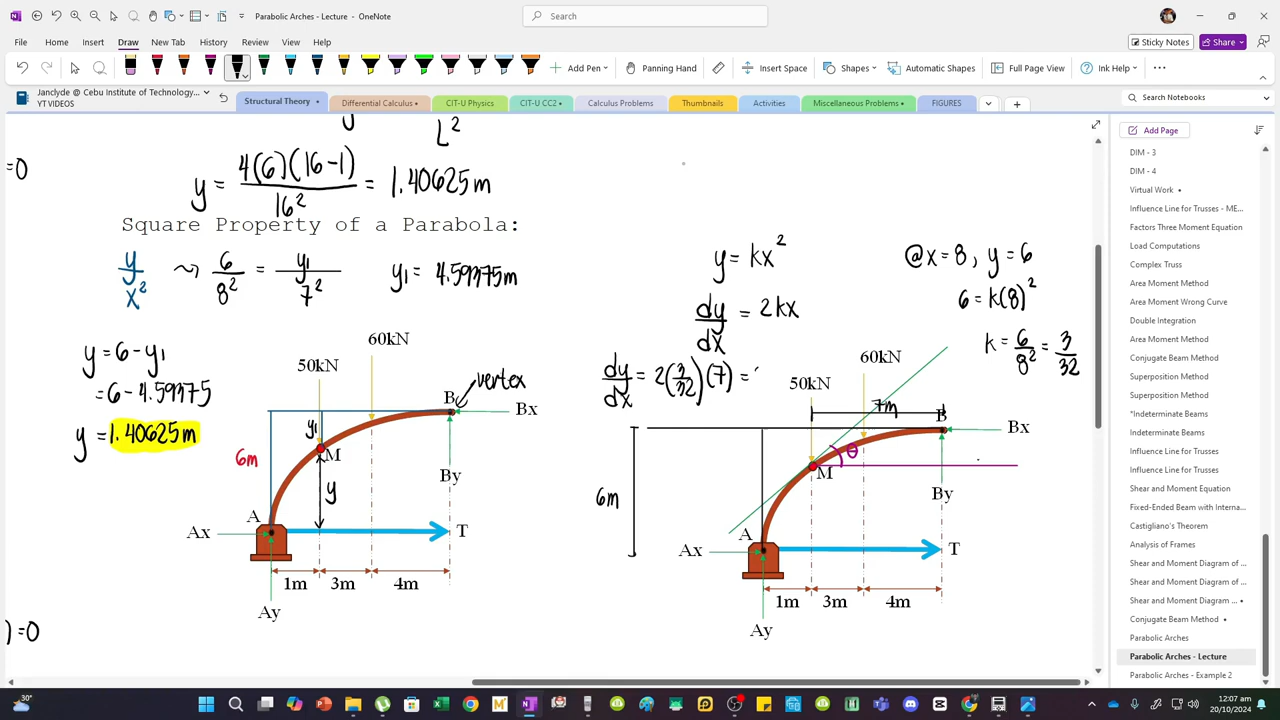 Parabolic Arches - Lecture - OneNote
Search
File Home Insert Draw New Tab History Review View Help
Sticky Notes Share
Add Pen Panning Hand Insert Space Shapes Automatic Shapes Full Page View Ink Help
Janclyde @ Cebu Institute of Technology...
YT VIDEOS
Structural Theory Differential Calculus CIT-U Physics CIT-U CC2 Calculus Problems Thumbnails Activities Miscellaneous Problems FIGURES
Search Notebooks
Add Page
DIM - 3
DIM - 4
Virtual Work
Influence Line for Trusses - ME...
Factors Three Moment Equation
Load Computations
Complex Truss
Area Moment Method
Area Moment Wrong Curve
Double Integration
Area Moment Method
Conjugate Beam Method
Superposition Method
Superposition Method
*Indeterminate Beams
Indeterminate Beams
Influence Line for Trusses
Influence Line for Trusses
Shear and Moment Equation
Fixed-Ended Beam with Interna...
Castigliano's Theorem
Analysis of Frames
Shear and Moment Diagram of ...
Shear and Moment Diagram of ...
Shear and Moment Diagram ...
Conjugate Beam Method
Parabolic Arches
Parabolic Arches - Lecture
Parabolic Arches - Example 2
=0
L²
y = 4(6)(16-1)/16² = 1.40625m
Square Property of a Parabola:
y/x² ⇝ 6/8² = y₁/7² y₁ = 4.59375m
y = 6 - y₁
= 6 - 4.59375
y = 1.40625m
)=0
60kN
50kN
vertex
B
Bx
y₁
6m
M
By
y
A
Ax
T
1m 3m 4m
Ay
y = kx²
dy/dx = 2kx
dy/dx = 2(3/32)(7) =
@x=8, y=6
6 = k(8)²
k = 6/8² = 3/32
60kN
50kN
7m
B
Bx
θ
M
6m
By
A
Ax
T
1m 3m 4m
Ay
30°
12:07 am
20/10/2024